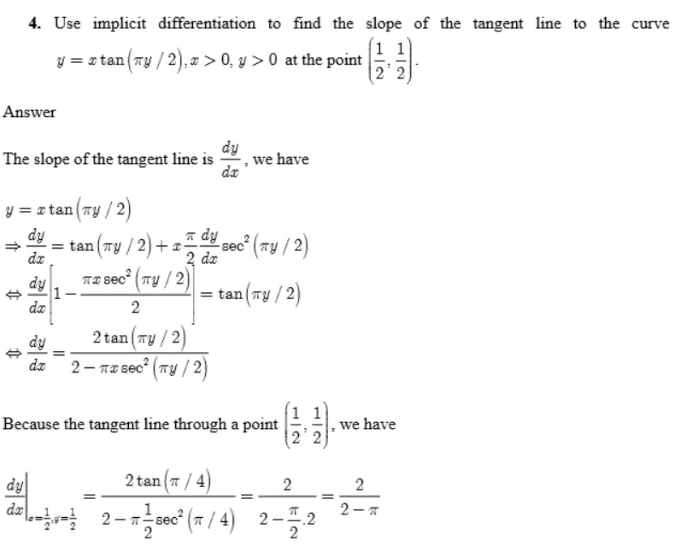 4. Use implicit differentiation to find the slope of the tangent line to the curve
y = x tan(πy / 2), x > 0, y > 0 at the point (1/2, 1/2).
Answer
The slope of the tangent line is dy/dx, we have
y = x tan(πy / 2)
⇒ dy/dx = tan(πy / 2) + x π/2 dy/dx sec²(πy / 2)
⇔ dy/dx [1 − πx sec²(πy / 2)/2] = tan(πy / 2)
⇔ dy/dx = 2 tan(πy / 2)/(2 − πx sec²(πy / 2))
Because the tangent line through a point (1/2, 1/2), we have
dy/dx |x=1/2,y=1/2 = 2 tan(π / 4)/(2 − π 1/2 sec²(π / 4)) = 2/(2 − π/2 .2) = 2/(2 − π)